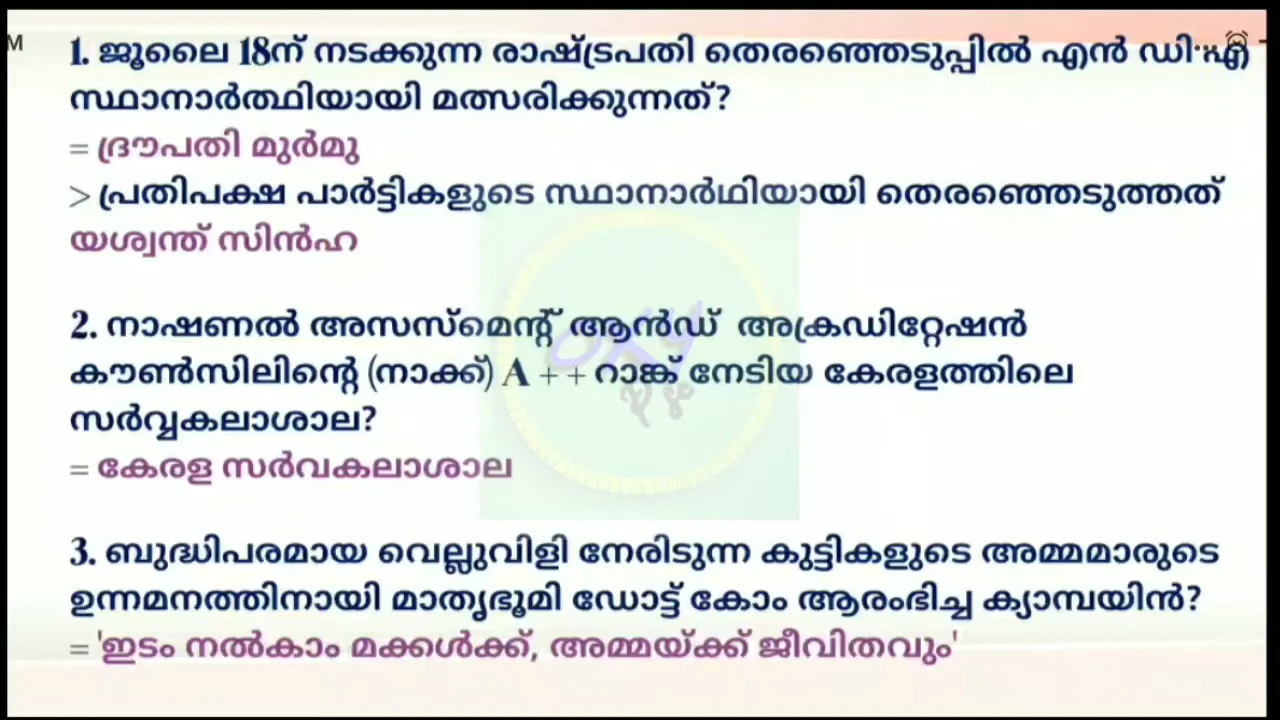 M
1. ജൂലൈ 18ന് നടക്കുന്ന രാഷ്ട്രപതി തെരഞ്ഞെടുപ്പിൽ എൻ ഡി എ
സ്ഥാനാർത്ഥിയായി മത്സരിക്കുന്നത്?
= ദ്രൗപതി മുർമു
> പ്രതിപക്ഷ പാർട്ടികളുടെ സ്ഥാനാർഥിയായി തെരഞ്ഞെടുത്തത്
യശ്വന്ത് സിൻഹ
2. നാഷണൽ അസസ്മെന്റ് ആൻഡ് അക്രഡിറ്റേഷൻ
കൗൺസിലിന്റെ (നാക്ക്) A + + റാങ്ക് നേടിയ കേരളത്തിലെ
സർവ്വകലാശാല?
= കേരള സർവകലാശാല
3. ബുദ്ധിപരമായ വെല്ലുവിളി നേരിടുന്ന കുട്ടികളുടെ അമ്മമാരുടെ
ഉന്നമനത്തിനായി മാതൃഭൂമി ഡോട്ട് കോം ആരംഭിച്ച ക്യാമ്പയിൻ?
= 'ഇടം നൽകാം മക്കൾക്ക്, അമ്മയ്ക്ക് ജീവിതവും'